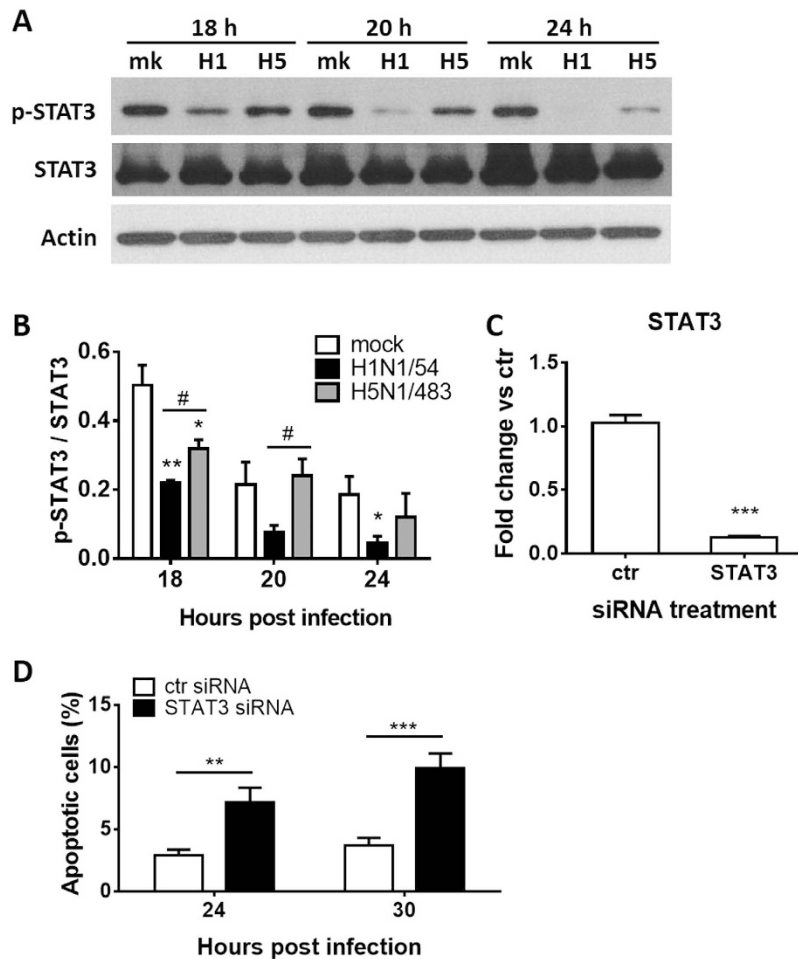 A
18 h 20 h 24 h
mk H1 H5 mk H1 H5 mk H1 H5
p-STAT3
STAT3
Actin
B
p-STAT3 / STAT3
0.6
0.4
0.2
0.0
mock
H1N1/54
H5N1/483
#
**
*
#
*
18 20 24
Hours post infection
C
STAT3
Fold change vs ctr
1.5
1.0
0.5
0.0
***
ctr STAT3
siRNA treatment
D
ctr siRNA
STAT3 siRNA
Apoptotic cells (%)
15
10
5
0
**
***
24 30
Hours post infection